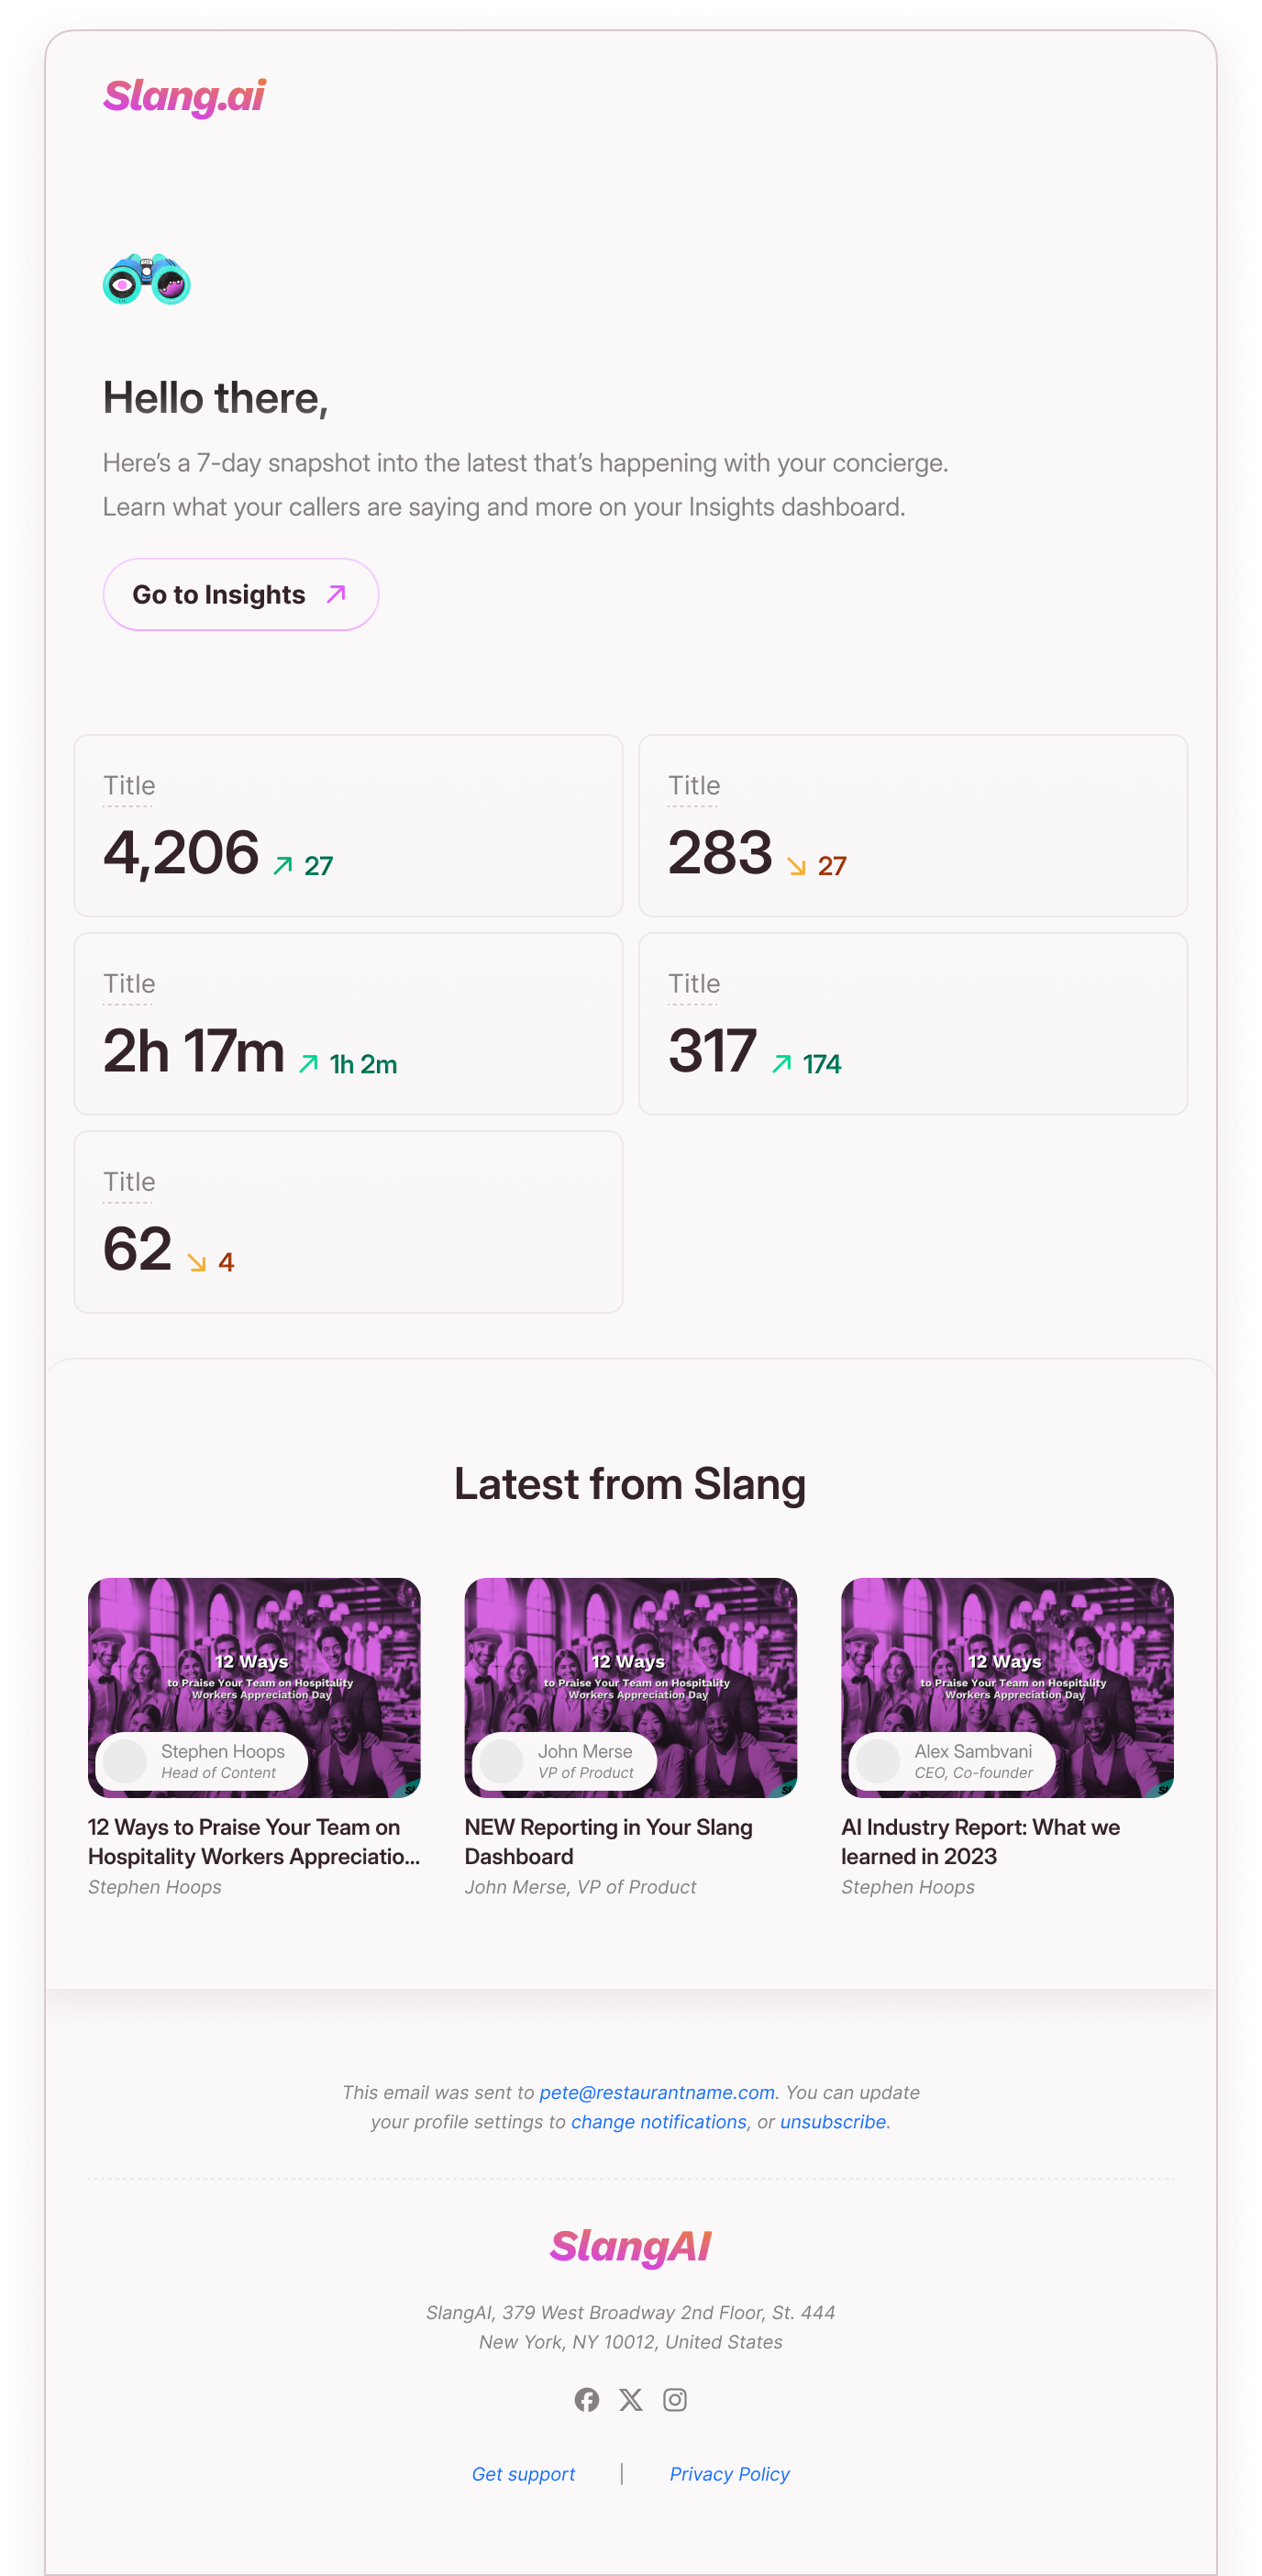 Slang.ai
Hello there,
Here’s a 7-day snapshot into the latest that’s happening with your concierge.
Learn what your callers are saying and more on your Insights dashboard.
Go to Insights
Title
4,206 27
Title
283 27
Title
2h 17m 1h 2m
Title
317 174
Title
62 4
Latest from Slang
12 Ways
to Praise Your Team on Hospitality
Workers Appreciation Day
Stephen Hoops
Head of Content
12 Ways to Praise Your Team on
Hospitality Workers Appreciatio...
Stephen Hoops
12 Ways
to Praise Your Team on Hospitality
Workers Appreciation Day
John Merse
VP of Product
NEW Reporting in Your Slang
Dashboard
John Merse, VP of Product
12 Ways
to Praise Your Team on Hospitality
Workers Appreciation Day
Alex Sambvani
CEO, Co-founder
AI Industry Report: What we
learned in 2023
Stephen Hoops
This email was sent to pete@restaurantname.com. You can update
your profile settings to change notifications, or unsubscribe.
SlangAI
SlangAI, 379 West Broadway 2nd Floor, St. 444
New York, NY 10012, United States
Get support | Privacy Policy